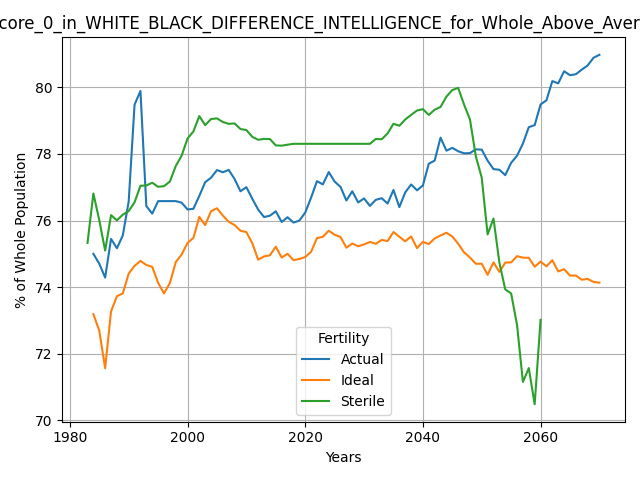 core_0_in_WHITE_BLACK_DIFFERENCE_INTELLIGENCE_for_Whole_Above_Aver
% of Whole Population
80
78
76
74
72
70
Fertility
Actual
Ideal
Sterile
1980 2000 2020 2040 2060
Years